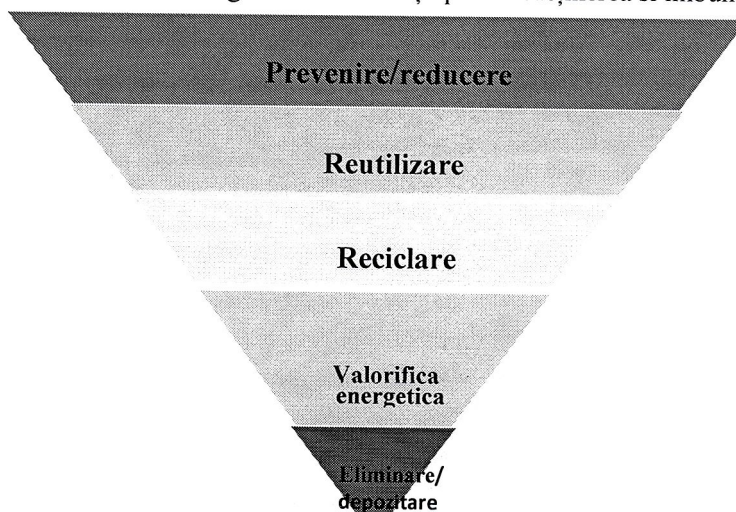 Prevenire/reducere
Reutilizare
Reciclare
Valorifica
energetica
Eliminare/
depozitare